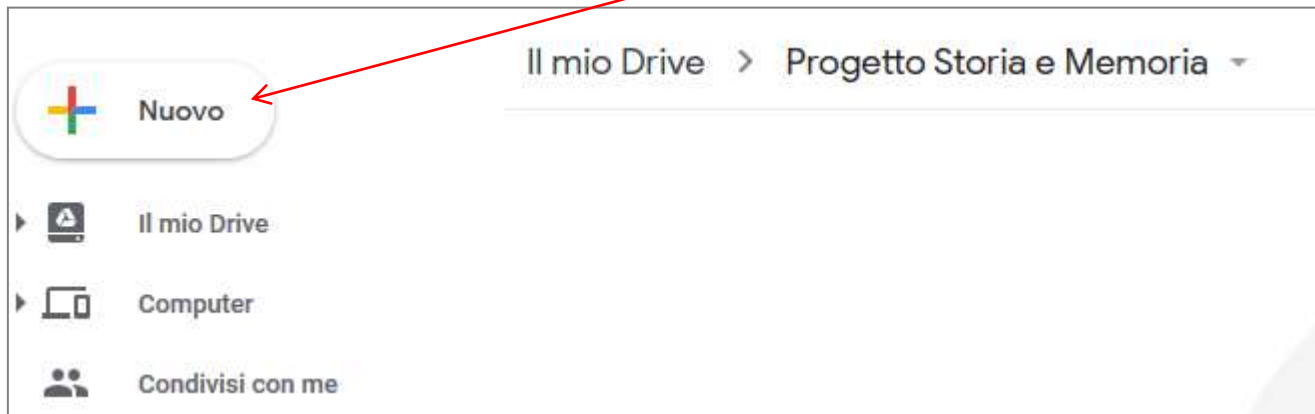 Il mio Drive > Progetto Storia e Memoria
Nuovo
Il mio Drive
Computer
Condivisi con me